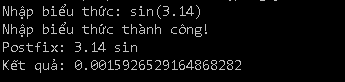 Nhập biểu thức: sin(3.14)
Nhập biểu thức thành công!
Postfix: 3.14 sin
Kết quả: 0.0015926529164868282